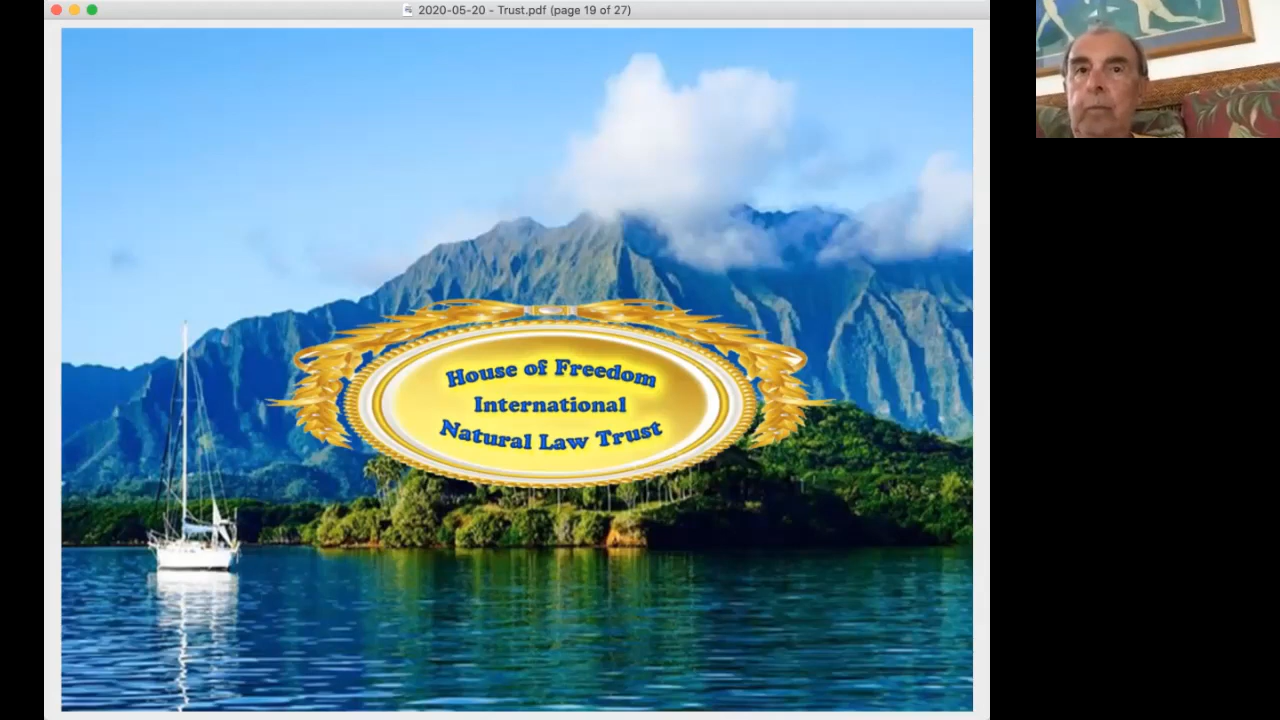 2020-05-20 - Trust.pdf (page 19 of 27)
House of Freedom
International
Natural Law Trust